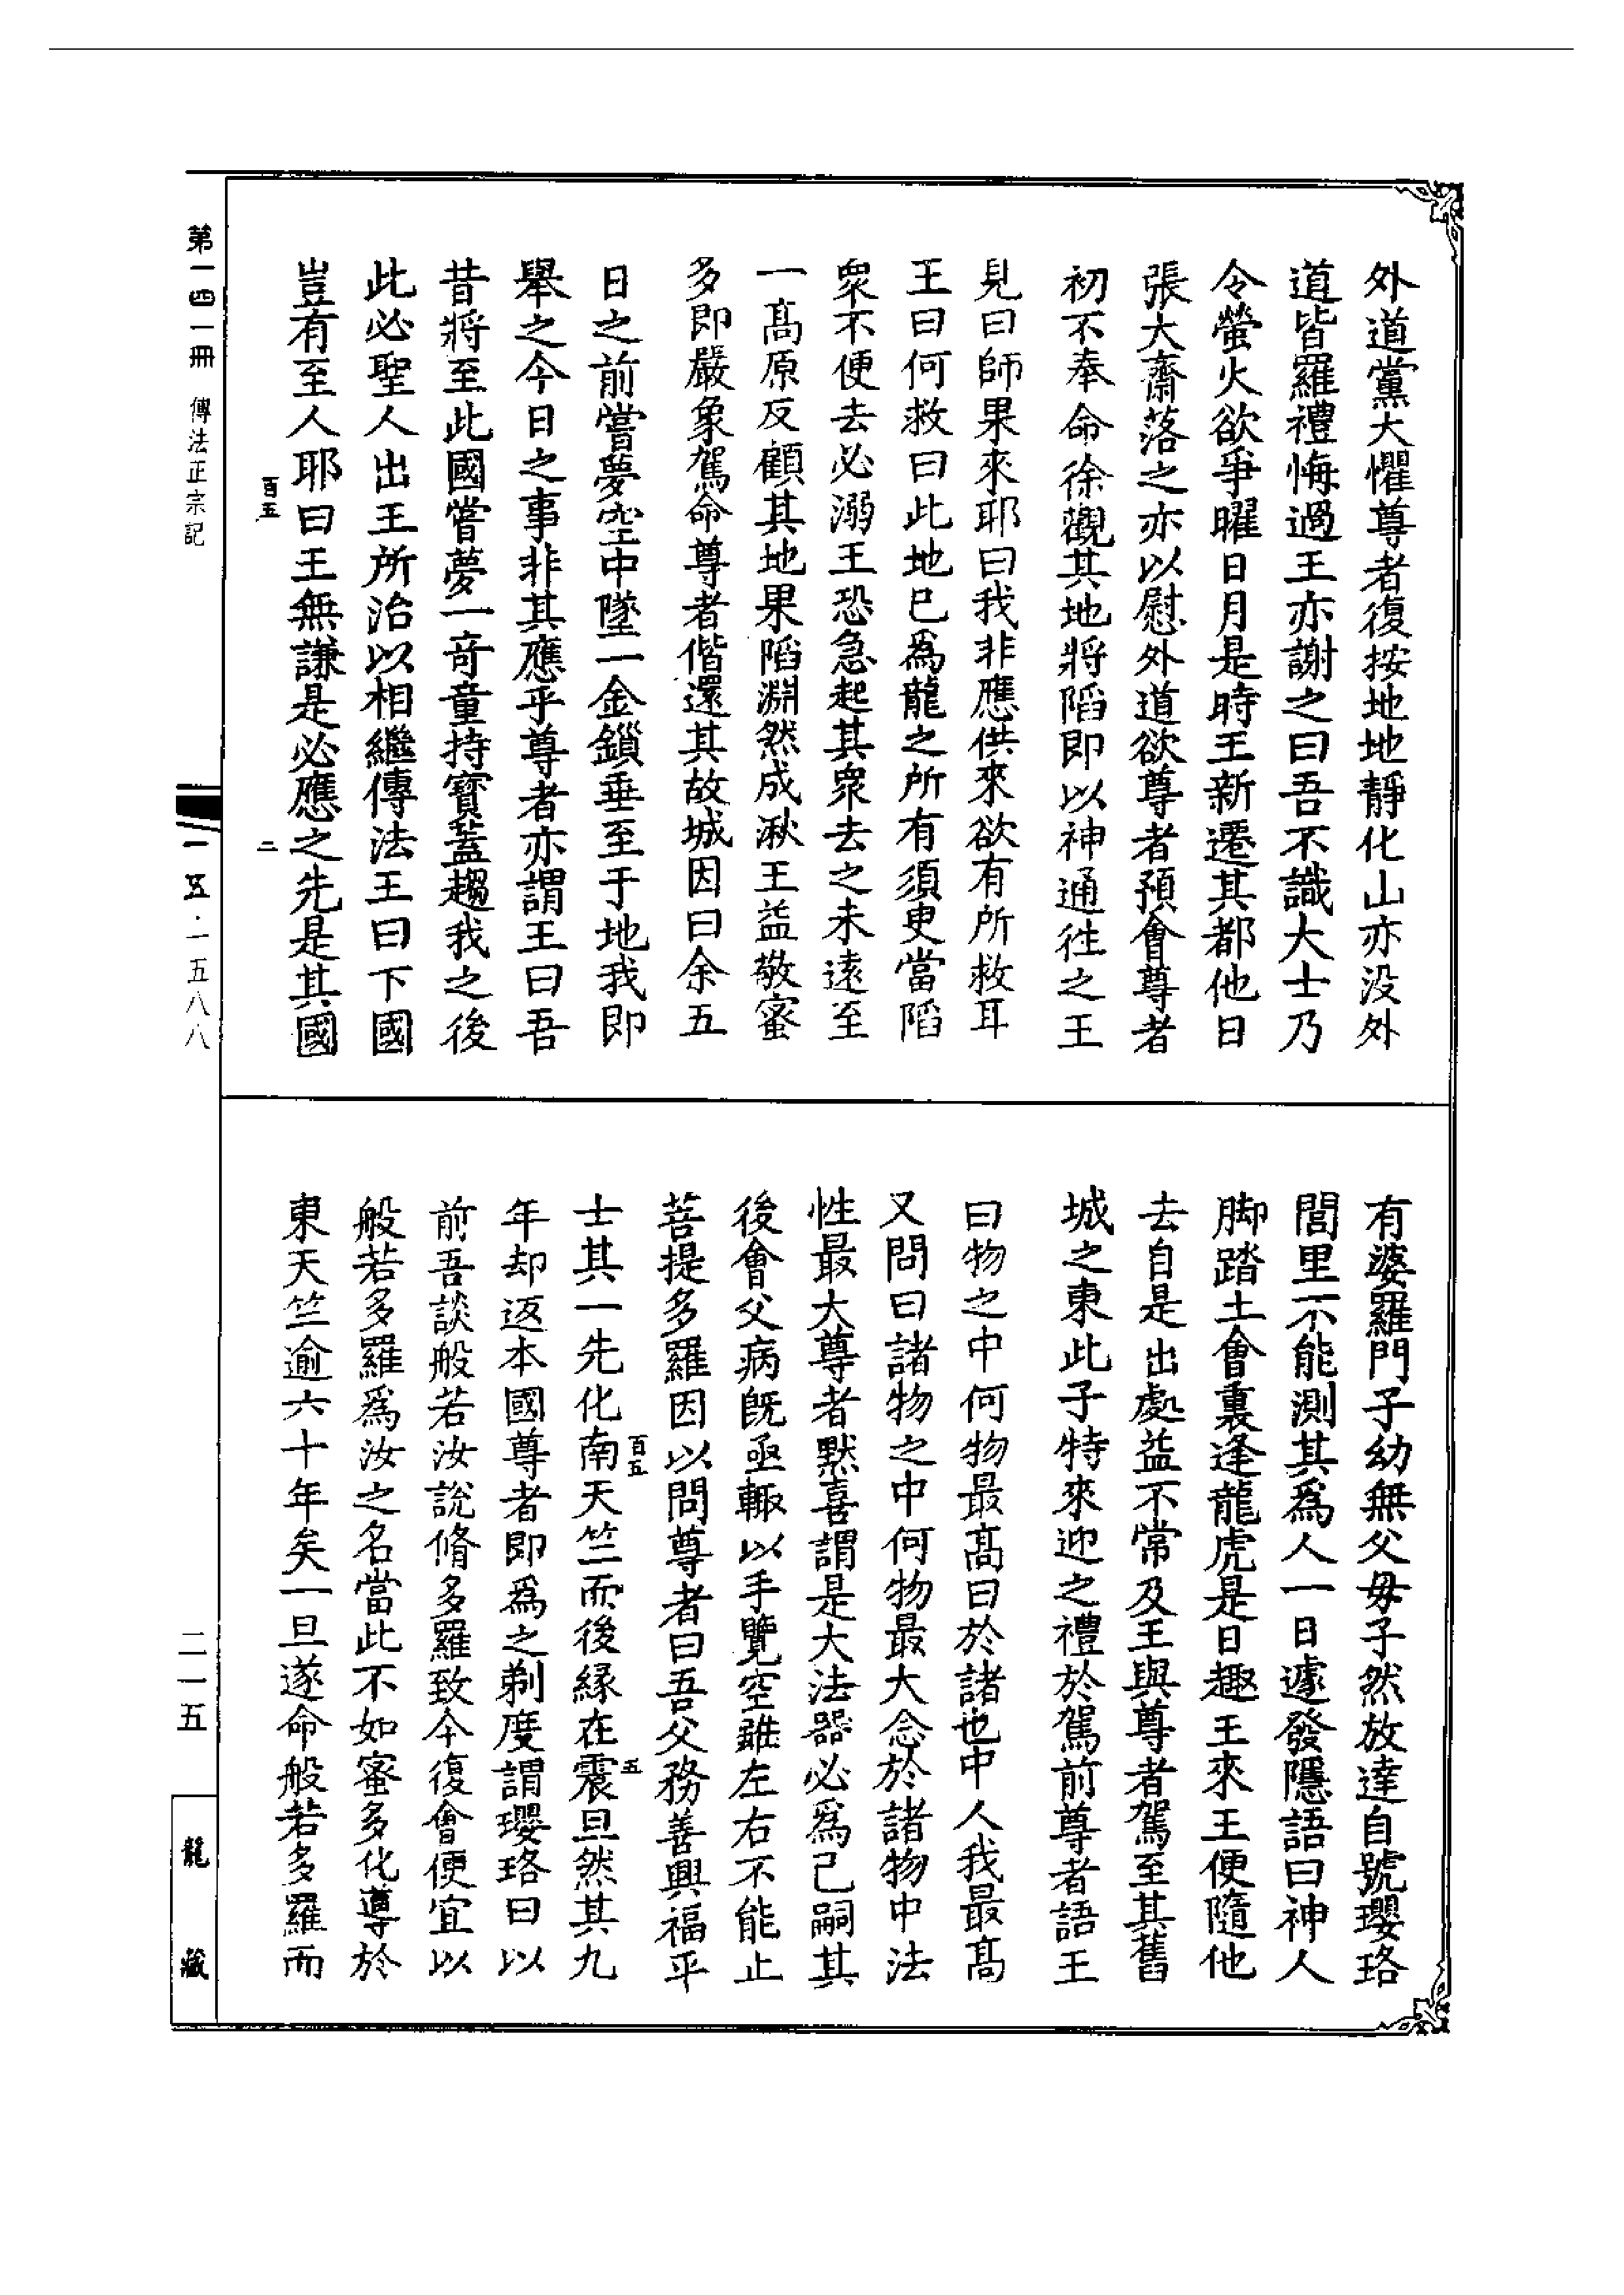 外道黨大懼尊者復按地地靜化山亦没外
道皆羅禮悔過王亦謝之曰吾不識大士乃
令螢火欲爭曜日月是時王新遷其都他日
張大齋落之亦以慰外道欲尊者預會尊者
初不奉命徐觀其地將陷即以神通徃之王
見曰師果來耶曰我非應供來欲有所救耳
王曰何救曰此地已爲龍之所有須㪅當陷
衆不便去必溺王恐急起其衆去之未遠至
一髙原反顧其地果陷淵然成湫王益敬蜜
多即嚴象駕命尊者偕還其故城因曰余五
日之前嘗夢空中墜一金鎖垂至于地我即
舉之今日之事非其應乎尊者亦謂王曰吾
昔將至此國嘗夢一奇童持寳蓋趨我之後
此必聖人出王所治以相繼傳法王曰下國
豈有至人耶曰王無謙是必應之先是其國
百五
二
有婆羅門子幼無父毋孑然放達自號瓔珞
閭里不能測其爲人一日遽發隱語曰神人
脚踏土會裏逢龍虎是日趣王來王便隨他
去自是出處益不常及王與尊者駕至其舊
城之東此子特來迎之禮於駕前尊者語王
曰物之中何物最髙曰於諸也中人我最髙
又問曰諸物之中何物最大念於諸物中法
性最大尊者默喜謂是大法器必爲己嗣其
後會父病既亟輒以手覽空雖左右不能止
菩提多羅因以問尊者曰吾父務善興福平
士其一先化南天竺而後緣在震旦然其九
百五
五
年却返本國尊者即爲之剃度謂瓔珞曰以
前吾談般若汝說脩多羅致今復會便宜以
般若多羅爲汝之名當此不如蜜多化導於
東天竺逾六十年矣一旦遂命般若多羅而
第一四一冊 傳法正宗記
一五·一五八八
二一五
龍藏